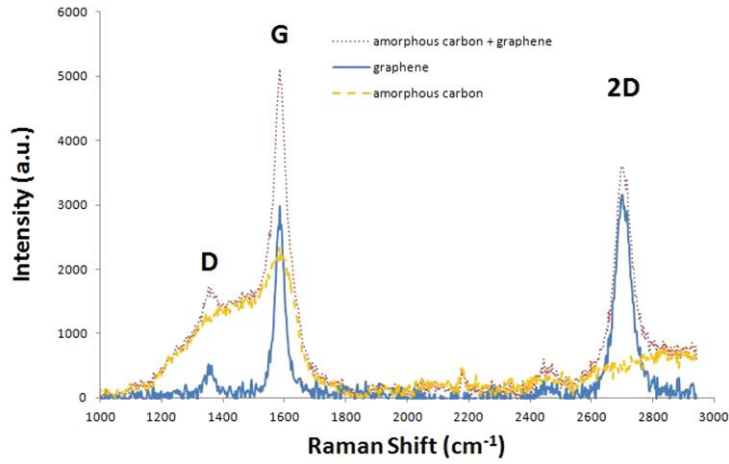 6000
5000
4000
3000
2000
1000
0
Intensity (a.u.)
G
D
2D
amorphous carbon + graphene
graphene
amorphous carbon
1000 1200 1400 1600 1800 2000 2200 2400 2600 2800 3000
Raman Shift (cm⁻¹)